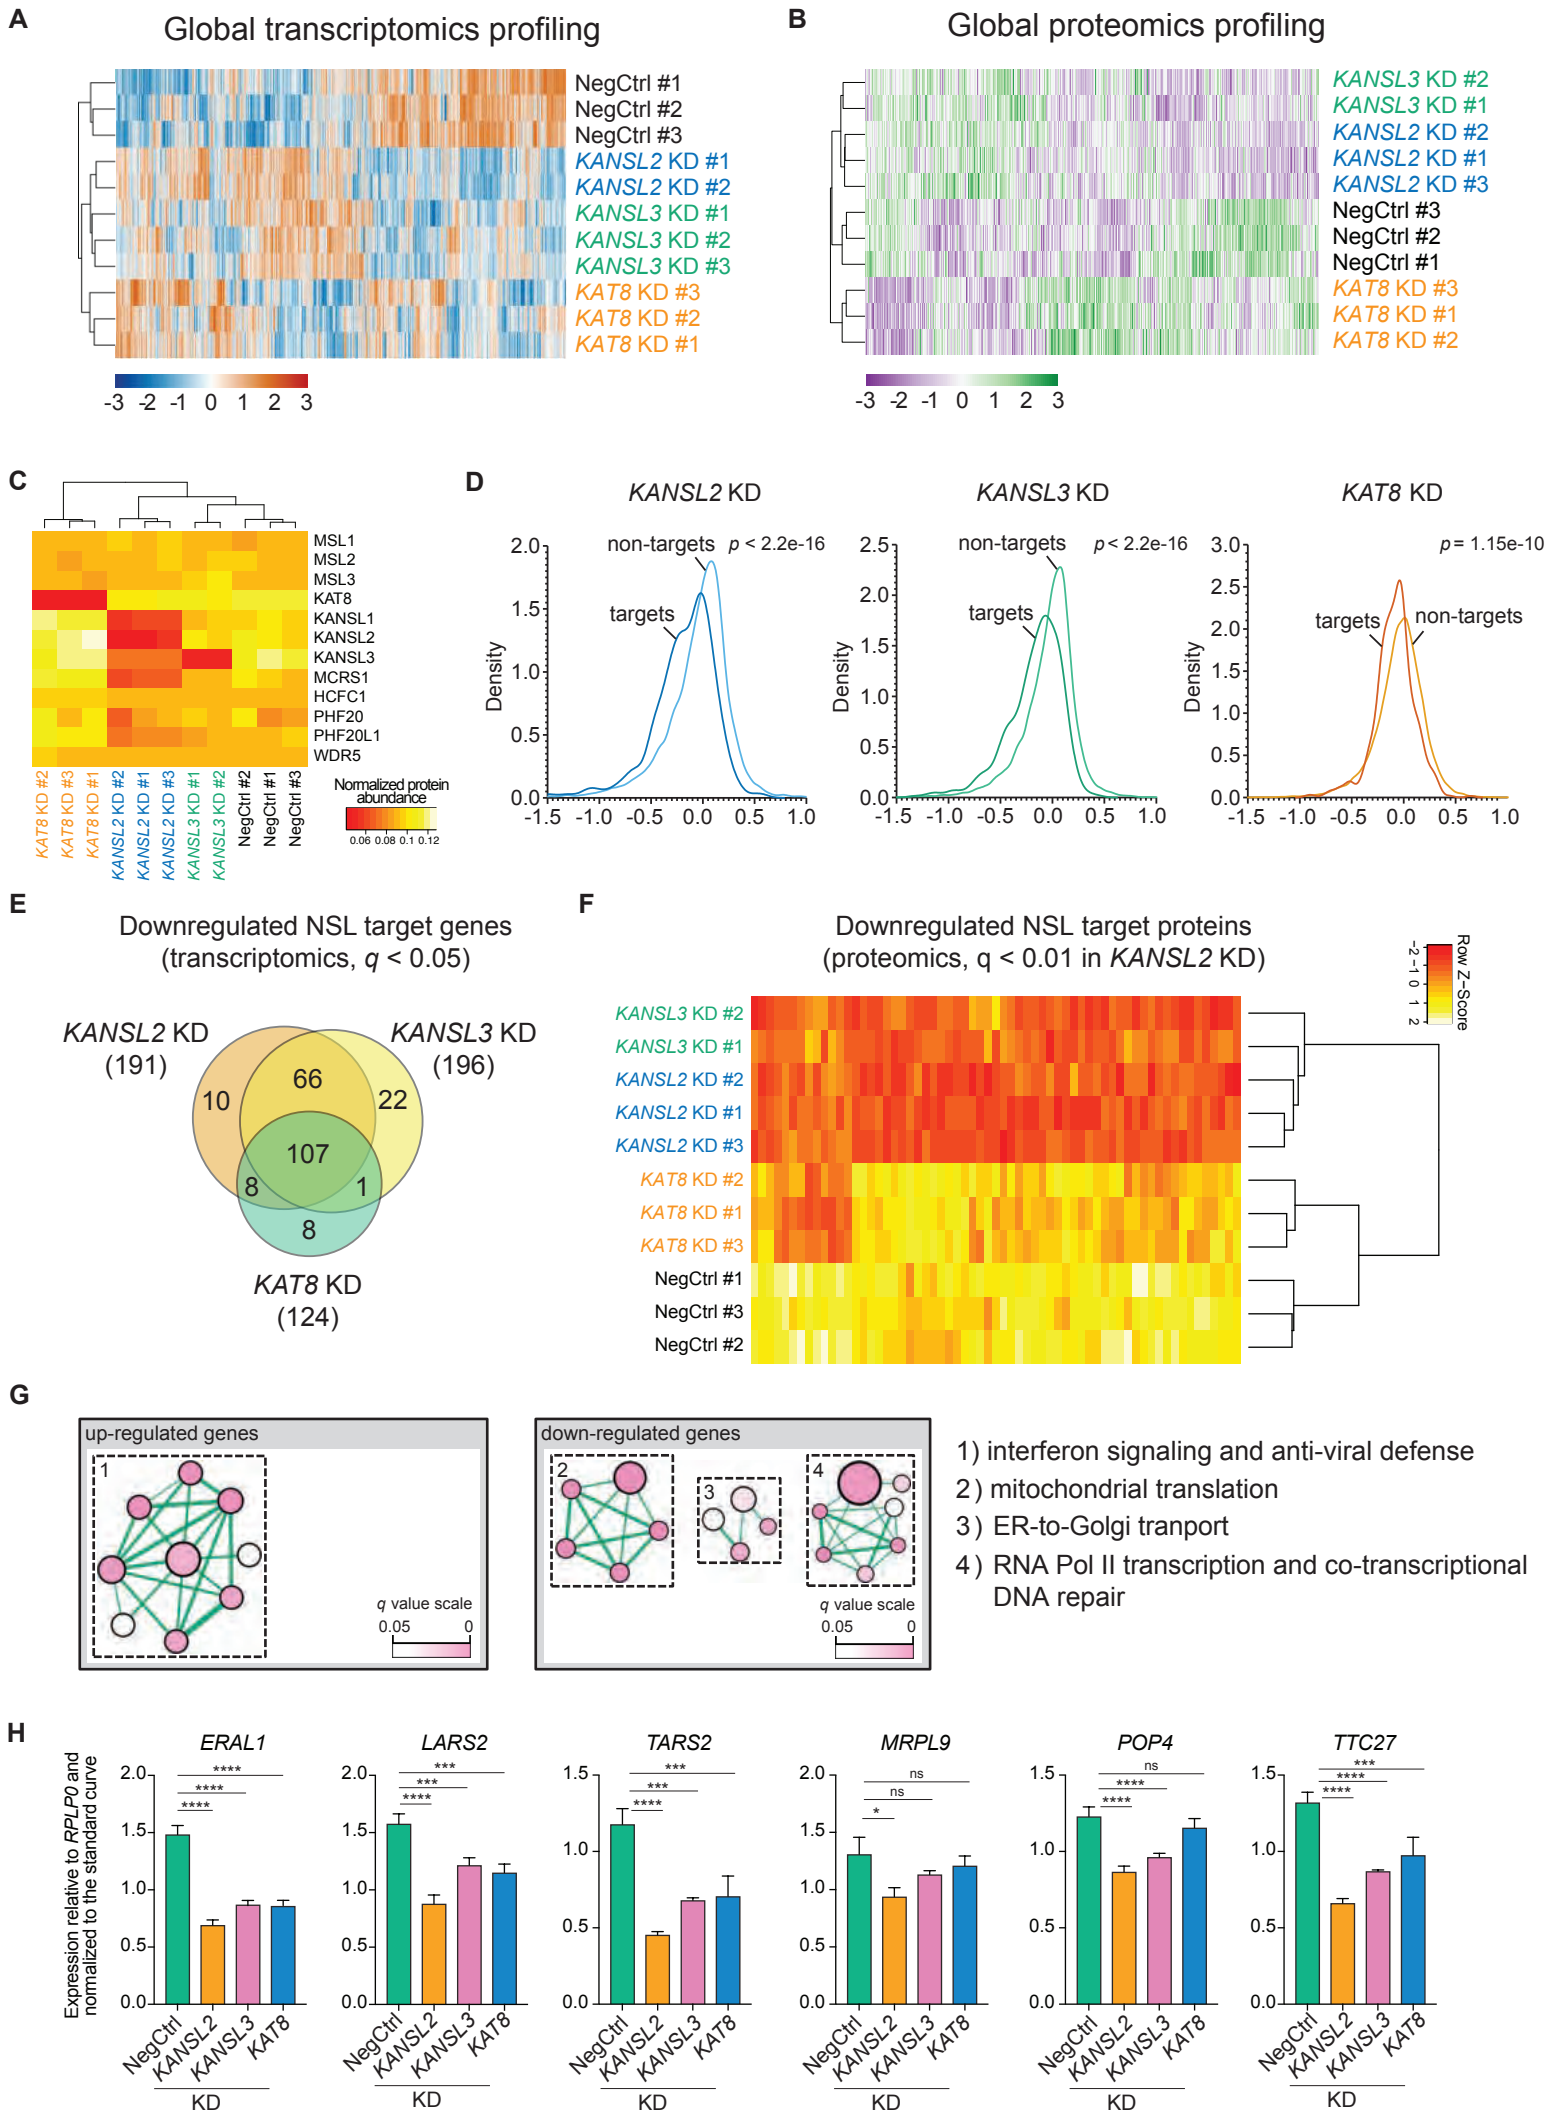 A
Global transcriptomics profiling
NegCtrl #1
NegCtrl #2
NegCtrl #3
KANSL2 KD #1
KANSL2 KD #2
KANSL3 KD #1
KANSL3 KD #2
KANSL3 KD #3
KAT8 KD #3
KAT8 KD #2
KAT8 KD #1
-3 -2 -1 0 1 2 3
B
Global proteomics profiling
KANSL3 KD #2
KANSL3 KD #1
KANSL2 KD #2
KANSL2 KD #1
KANSL2 KD #3
NegCtrl #3
NegCtrl #2
NegCtrl #1
KAT8 KD #3
KAT8 KD #1
KAT8 KD #2
-3 -2 -1 0 1 2 3
C
MSL1
MSL2
MSL3
KAT8
KANSL1
KANSL2
KANSL3
MCRS1
HCFC1
PHF20
PHF20L1
WDR5
KAT8 KD #2
KAT8 KD #3
KAT8 KD #1
KANSL2 KD #2
KANSL2 KD #1
KANSL2 KD #3
KANSL3 KD #1
KANSL3 KD #2
NegCtrl #2
NegCtrl #1
NegCtrl #3
Normalized protein
abundance
0.06 0.08 0.1 0.12
D
KANSL2 KD
non-targets
p < 2.2e-16
targets
Density
2.0
1.5
1.0
0.5
0.0
-1.5 -1.0 -0.5 0.0 0.5 1.0
KANSL3 KD
non-targets
p < 2.2e-16
targets
Density
2.5
2.0
1.5
1.0
0.5
0.0
-1.5 -1.0 -0.5 0.0 0.5 1.0
KAT8 KD
p = 1.15e-10
targets
non-targets
Density
3.0
2.5
2.0
1.5
1.0
0.5
0.0
-1.5 -1.0 -0.5 0.0 0.5 1.0
E
Downregulated NSL target genes
(transcriptomics, q < 0.05)
KANSL2 KD
(191)
KANSL3 KD
(196)
10
66
22
107
8
1
8
KAT8 KD
(124)
F
Downregulated NSL target proteins
(proteomics, q < 0.01 in KANSL2 KD)
Row Z-Score
-2 -1 0 1 2
KANSL3 KD #2
KANSL3 KD #1
KANSL2 KD #2
KANSL2 KD #1
KANSL2 KD #3
KAT8 KD #2
KAT8 KD #1
KAT8 KD #3
NegCtrl #1
NegCtrl #3
NegCtrl #2
G
up-regulated genes
1
q value scale
0.05 0
down-regulated genes
2
3
4
q value scale
0.05 0
1) interferon signaling and anti-viral defense
2) mitochondrial translation
3) ER-to-Golgi tranport
4) RNA Pol II transcription and co-transcriptional
DNA repair
H
Expression relative to RPLP0 and
normalized to the standard curve
ERAL1
2.0
1.5
1.0
0.5
0.0
****
****
****
NegCtrl
KANSL2
KANSL3
KAT8
KD
LARS2
2.0
1.5
1.0
0.5
0.0
***
***
****
NegCtrl
KANSL2
KANSL3
KAT8
KD
TARS2
1.5
1.0
0.5
0.0
***
***
****
NegCtrl
KANSL2
KANSL3
KAT8
KD
MRPL9
2.0
1.5
1.0
0.5
0.0
ns
ns
*
NegCtrl
KANSL2
KANSL3
KAT8
KD
POP4
1.5
1.0
0.5
0.0
ns
****
****
NegCtrl
KANSL2
KANSL3
KAT8
KD
TTC27
1.5
1.0
0.5
0.0
***
****
****
NegCtrl
KANSL2
KANSL3
KAT8
KD